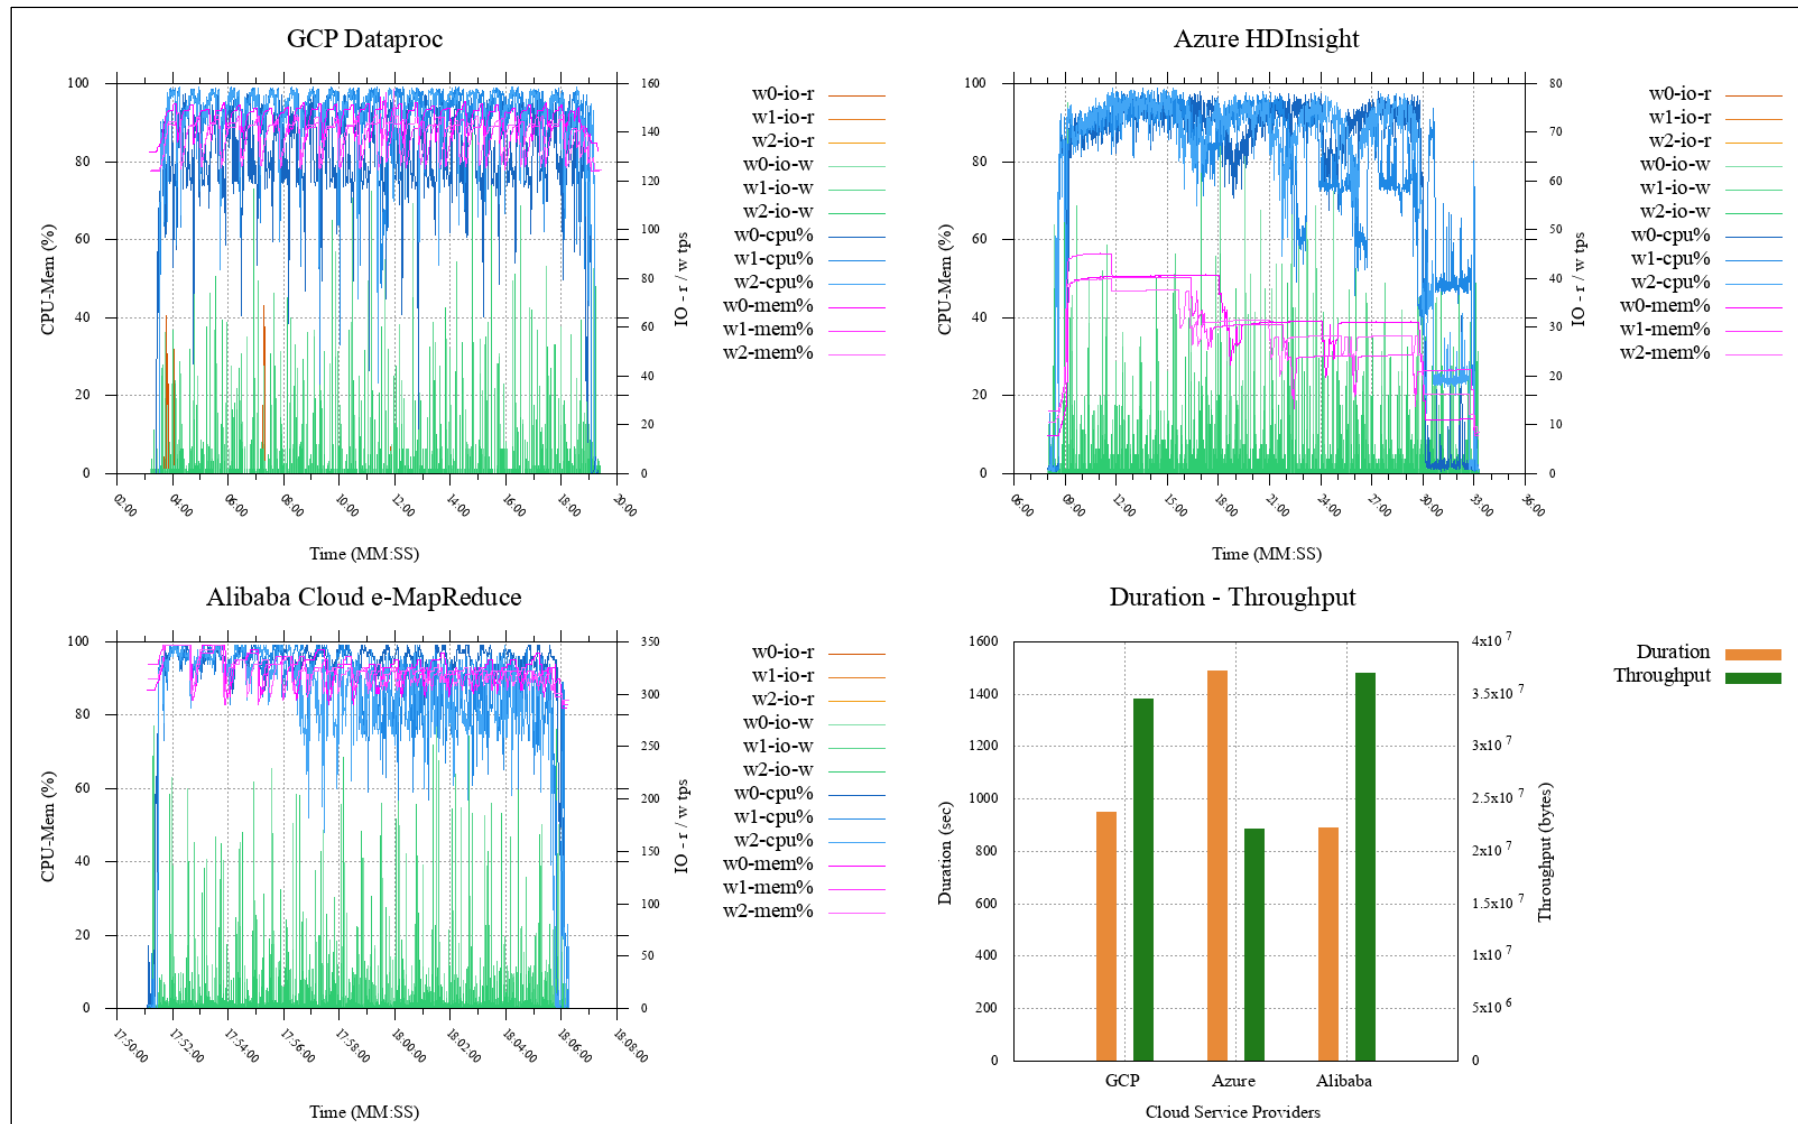 GCP Dataproc
100
80
60
40
20
0
CPU-Mem (%)
160
140
120
100
80
60
40
20
0
IO - r / w tps
02:00
04:00
06:00
08:00
10:00
12:00
14:00
16:00
18:00
20:00
Time (MM:SS)
w0-io-r
w1-io-r
w2-io-r
w0-io-w
w1-io-w
w2-io-w
w0-cpu%
w1-cpu%
w2-cpu%
w0-mem%
w1-mem%
w2-mem%
Azure HDInsight
100
80
60
40
20
0
CPU-Mem (%)
80
70
60
50
40
30
20
10
0
IO - r / w tps
06:00
09:00
12:00
15:00
18:00
21:00
24:00
27:00
30:00
33:00
36:00
Time (MM:SS)
w0-io-r
w1-io-r
w2-io-r
w0-io-w
w1-io-w
w2-io-w
w0-cpu%
w1-cpu%
w2-cpu%
w0-mem%
w1-mem%
w2-mem%
Alibaba Cloud e-MapReduce
100
80
60
40
20
0
CPU-Mem (%)
350
300
250
200
150
100
50
0
IO - r / w tps
17:50:00
17:52:00
17:54:00
17:56:00
17:58:00
18:00:00
18:02:00
18:04:00
18:06:00
18:08:00
Time (MM:SS)
w0-io-r
w1-io-r
w2-io-r
w0-io-w
w1-io-w
w2-io-w
w0-cpu%
w1-cpu%
w2-cpu%
w0-mem%
w1-mem%
w2-mem%
Duration - Throughput
1600
1400
1200
1000
800
600
400
200
0
Duration (sec)
4x10 7
3.5x10 7
3x10 7
2.5x10 7
2x10 7
1.5x10 7
1x10 7
5x10 6
0
Throughput (bytes)
GCP
Azure
Alibaba
Cloud Service Providers
Duration
Throughput